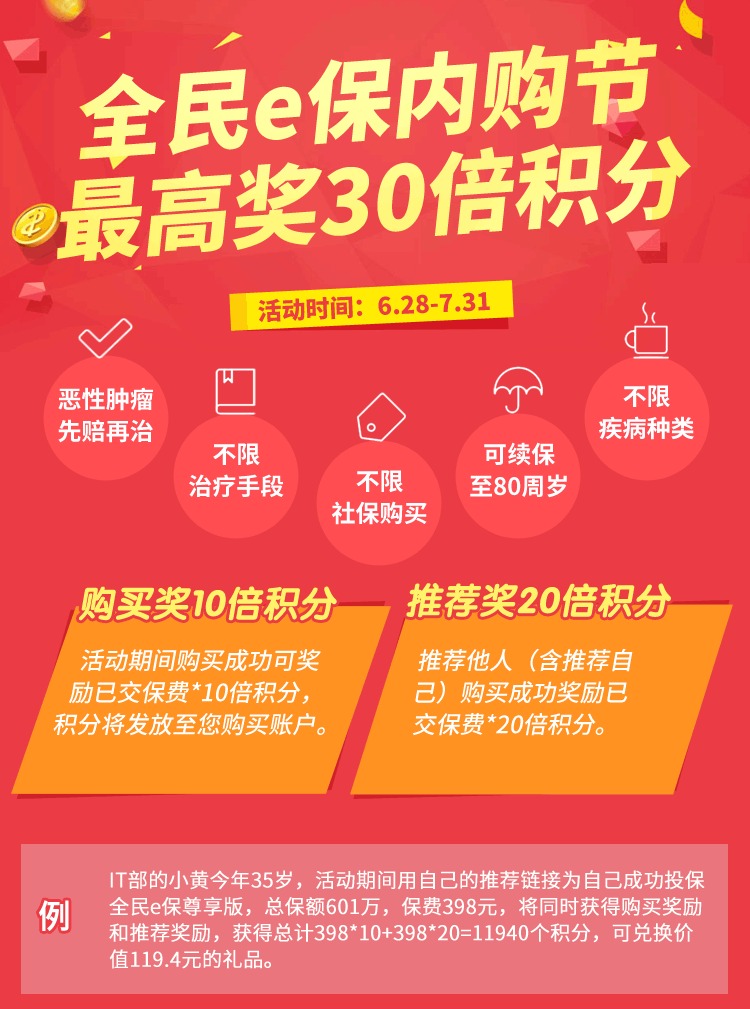 全民e保内购节
最高奖30倍积分
活动时间：6.28-7.31
恶性肿瘤
先赔再治
不限
治疗手段
不限
社保购买
可续保
至80周岁
不限
疾病种类
购买奖10倍积分
活动期间购买成功可奖
励已交保费*10倍积分，
积分将发放至您购买账户。
推荐奖20倍积分
推荐他人（含推荐自
己）购买成功奖励已
交保费*20倍积分。
例
IT部的小黄今年35岁，活动期间用自己的推荐链接为自己成功投保
全民e保尊享版，总保额601万，保费398元，将同时获得购买奖励
和推荐奖励，获得总计398*10+398*20=11940个积分，可兑换价
值119.4元的礼品。